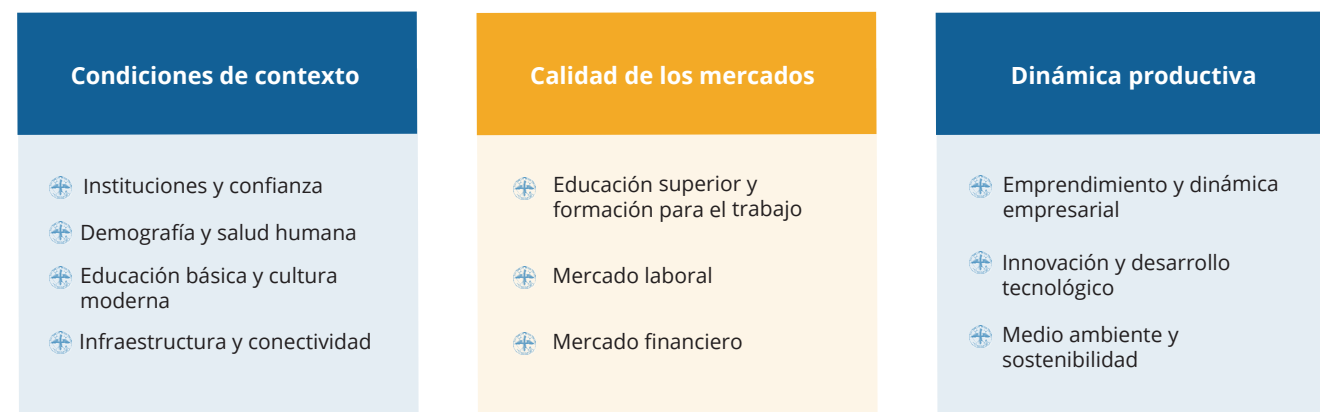 Condiciones de contexto
Instituciones y confianza
Demografía y salud humana
Educación básica y cultura
moderna
Infraestructura y conectividad
Calidad de los mercados
Educación superior y
formación para el trabajo
Mercado laboral
Mercado financiero
Dinámica productiva
Emprendimiento y dinámica
empresarial
Innovación y desarrollo
tecnológico
Medio ambiente y
sostenibilidad